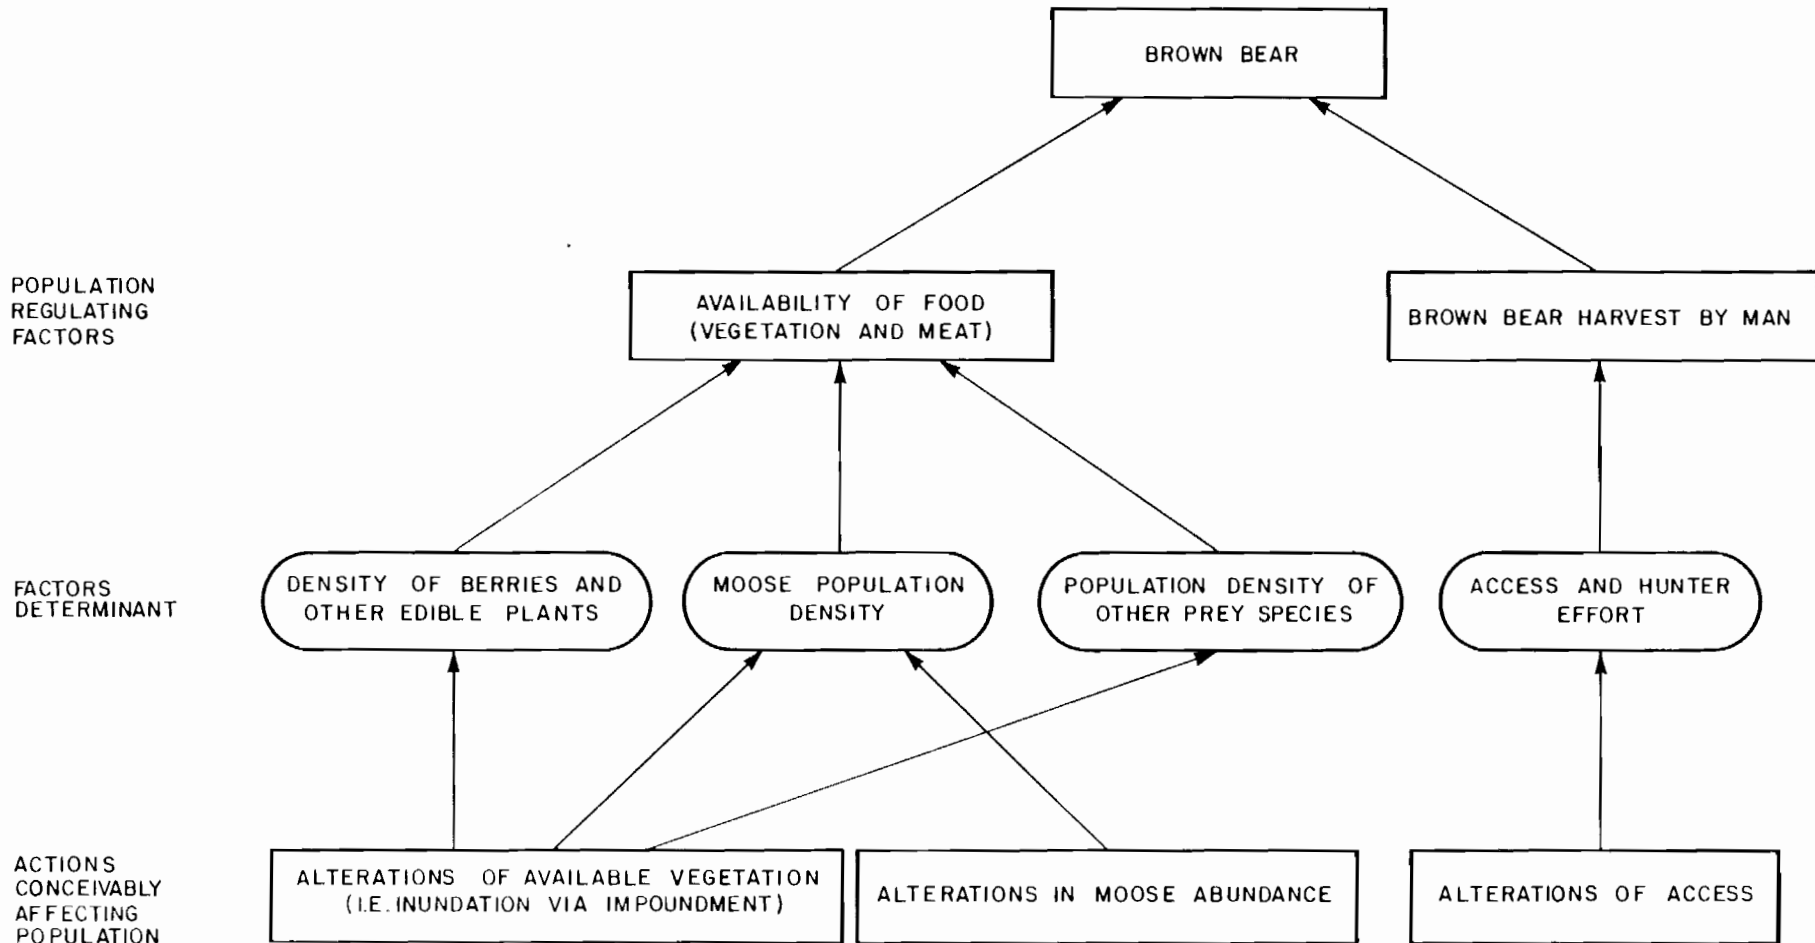 BROWN BEAR
POPULATION
REGULATING
FACTORS
AVAILABILITY OF FOOD
(VEGETATION AND MEAT)
BROWN BEAR HARVEST BY MAN
FACTORS
DETERMINANT
DENSITY OF BERRIES AND
OTHER EDIBLE PLANTS
MOOSE POPULATION
DENSITY
POPULATION DENSITY OF
OTHER PREY SPECIES
ACCESS AND HUNTER
EFFORT
ACTIONS
CONCEIVABLY
AFFECTING
POPULATION
ALTERATIONS OF AVAILABLE VEGETATION
(I.E. INUNDATION VIA IMPOUNDMENT)
ALTERATIONS IN MOOSE ABUNDANCE
ALTERATIONS OF ACCESS